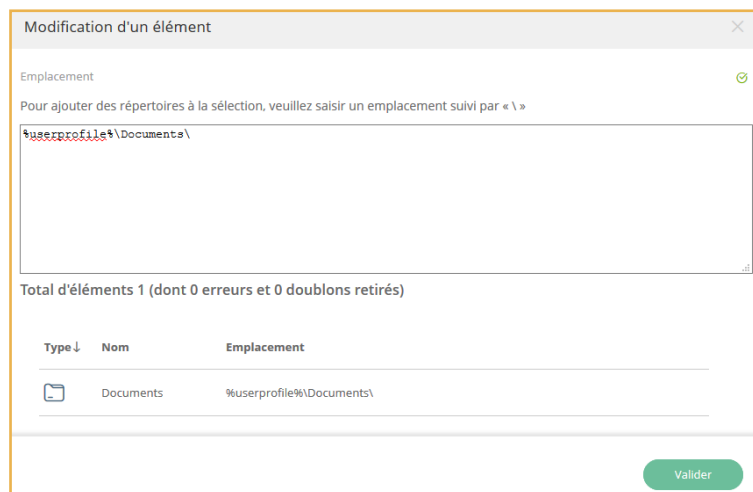 Modification d'un élément
Emplacement
Pour ajouter des répertoires à la sélection, veuillez saisir un emplacement suivi par « \ »
%userprofile%\Documents\
Total d'éléments 1 (dont 0 erreurs et 0 doublons retirés)
Type↓ Nom Emplacement
Documents %userprofile%\Documents\
Valider